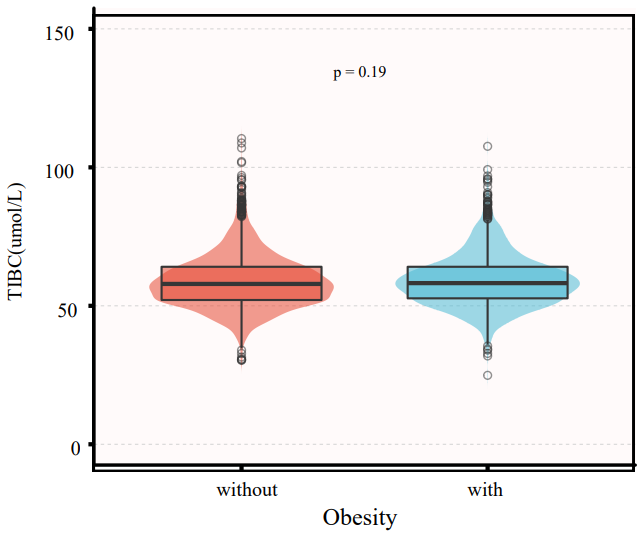 150
p = 0.19
100
TIBC(umol/L)
50
0
without with
Obesity